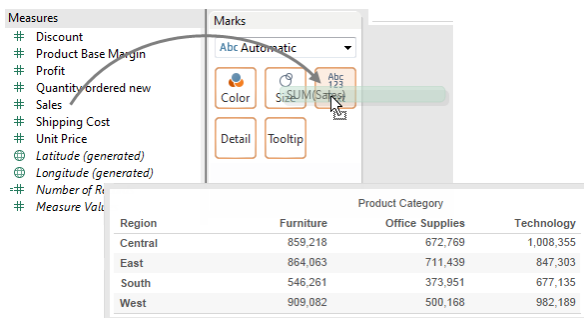 Measures
Discount
Product Base Margin
Profit
Quantity ordered new
Sales
Shipping Cost
Unit Price
Latitude (generated)
Longitude (generated)
Number of
Measure
Marks
Abc Automatic
Abc
123
Color
Size
SUM(Sales)
Detail
Tooltip
Product Category
Region Furniture Office Supplies Technology
Central 859,218 672,769 1,008,355
East 864,063 711,439 847,303
South 546,261 373,951 677,135
West 909,082 500,168 982,189